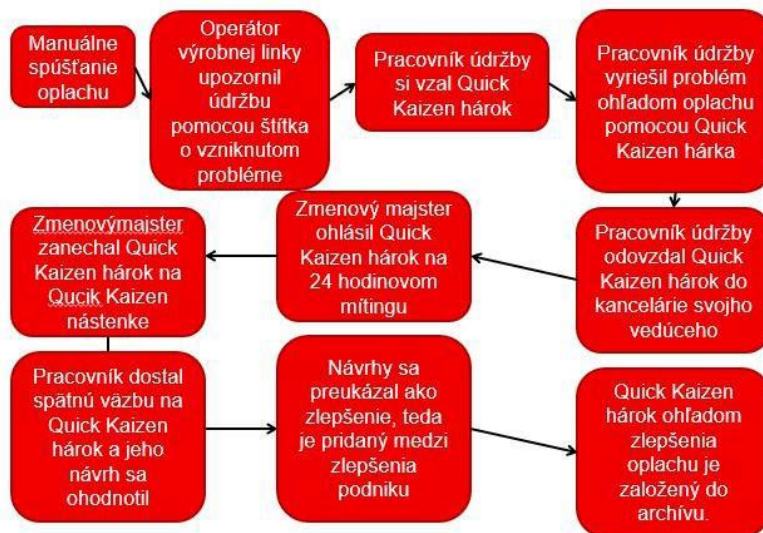 Manuálne
spúšťanie
oplachu
Operátor
výrobnej linky
upozornil
údržbu
pomocou štítka
o vzniknutom
probléme
Pracovník údržby
si vzal Quick
Kaizen hárok
Pracovník údržby
vyriešil problém
ohľadom oplachu
pomocou Quick
Kaizen hárka
Pracovník údržby
odovzdal Quick
Kaizen hárok do
kancelárie svojho
vedúceho
Zmenový majster
ohlásil Quick
Kaizen hárok na
24 hodinovom
mítingu
Zmenovýmajster
zanechal Quick
Kaizen hárok na
Qucik Kaizen
nástenke
Pracovník dostal
spätnú väzbu na
Quick Kaizen
hárok a jeho
návrh sa
ohodnotil
Návrhy sa
preukázal ako
zlepšenie, teda
je pridaný medzi
zlepšenia
podniku
Quick Kaizen
hárok ohľadom
zlepšenia
oplachu je
založený do
archívu.